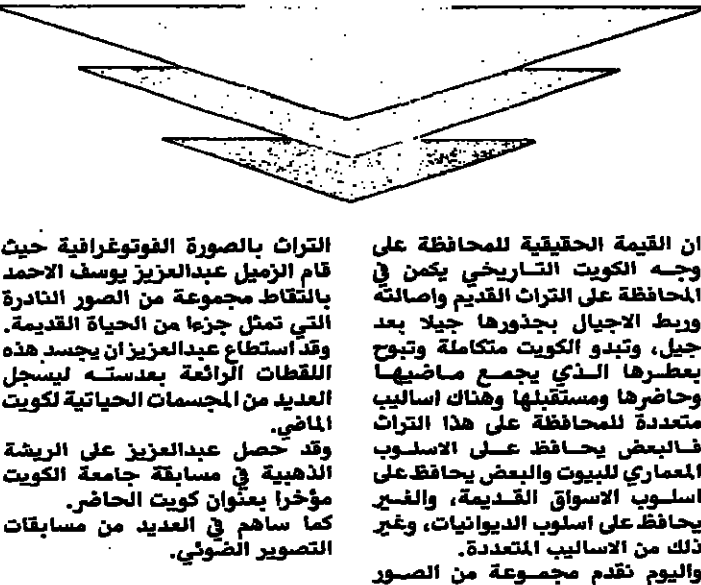 ان القيمة الحقيقية للمحافظة على
وجه الكويت التاريخي يكمن في
المحافظة على التراث القديم واصالته
وربط الاجيال بجذورها جيلا بعد
جيل، وتبدو الكويت متكاملة وتبوح
بعطرها الذي يجمع ماضيها
وحاضرها ومستقبلها وهناك اساليب
متعددة للمحافظة على هذا التراث
فالبعض يحافظ على الاسلوب
المعماري للبيوت والبعض يحافظ على
اسلوب الاسواق القديمة، والغير
يحافظ على اسلوب الديوانيات، وغير
ذلك من الاساليب المتعددة.
واليوم نقدم مجموعة من الصور
التراث بالصورة الفوتوغرافية حيث
قام الزميل عبدالعزيز يوسف الاحمد
بالتقاط مجموعة من الصور النادرة
التي تمثل جزءا من الحياة القديمة.
وقد استطاع عبدالعزيز ان يجسد هذه
اللقطات الرائعة بعدسته ليسجل
العديد من المجسمات الحياتية لكويت
الماضي.
وقد حصل عبدالعزيز على الريشة
الذهبية في مسابقة جامعة الكويت
مؤخرا بعنوان كويت الحاضر.
كما ساهم في العديد من مسابقات
التصوير الضوئي.